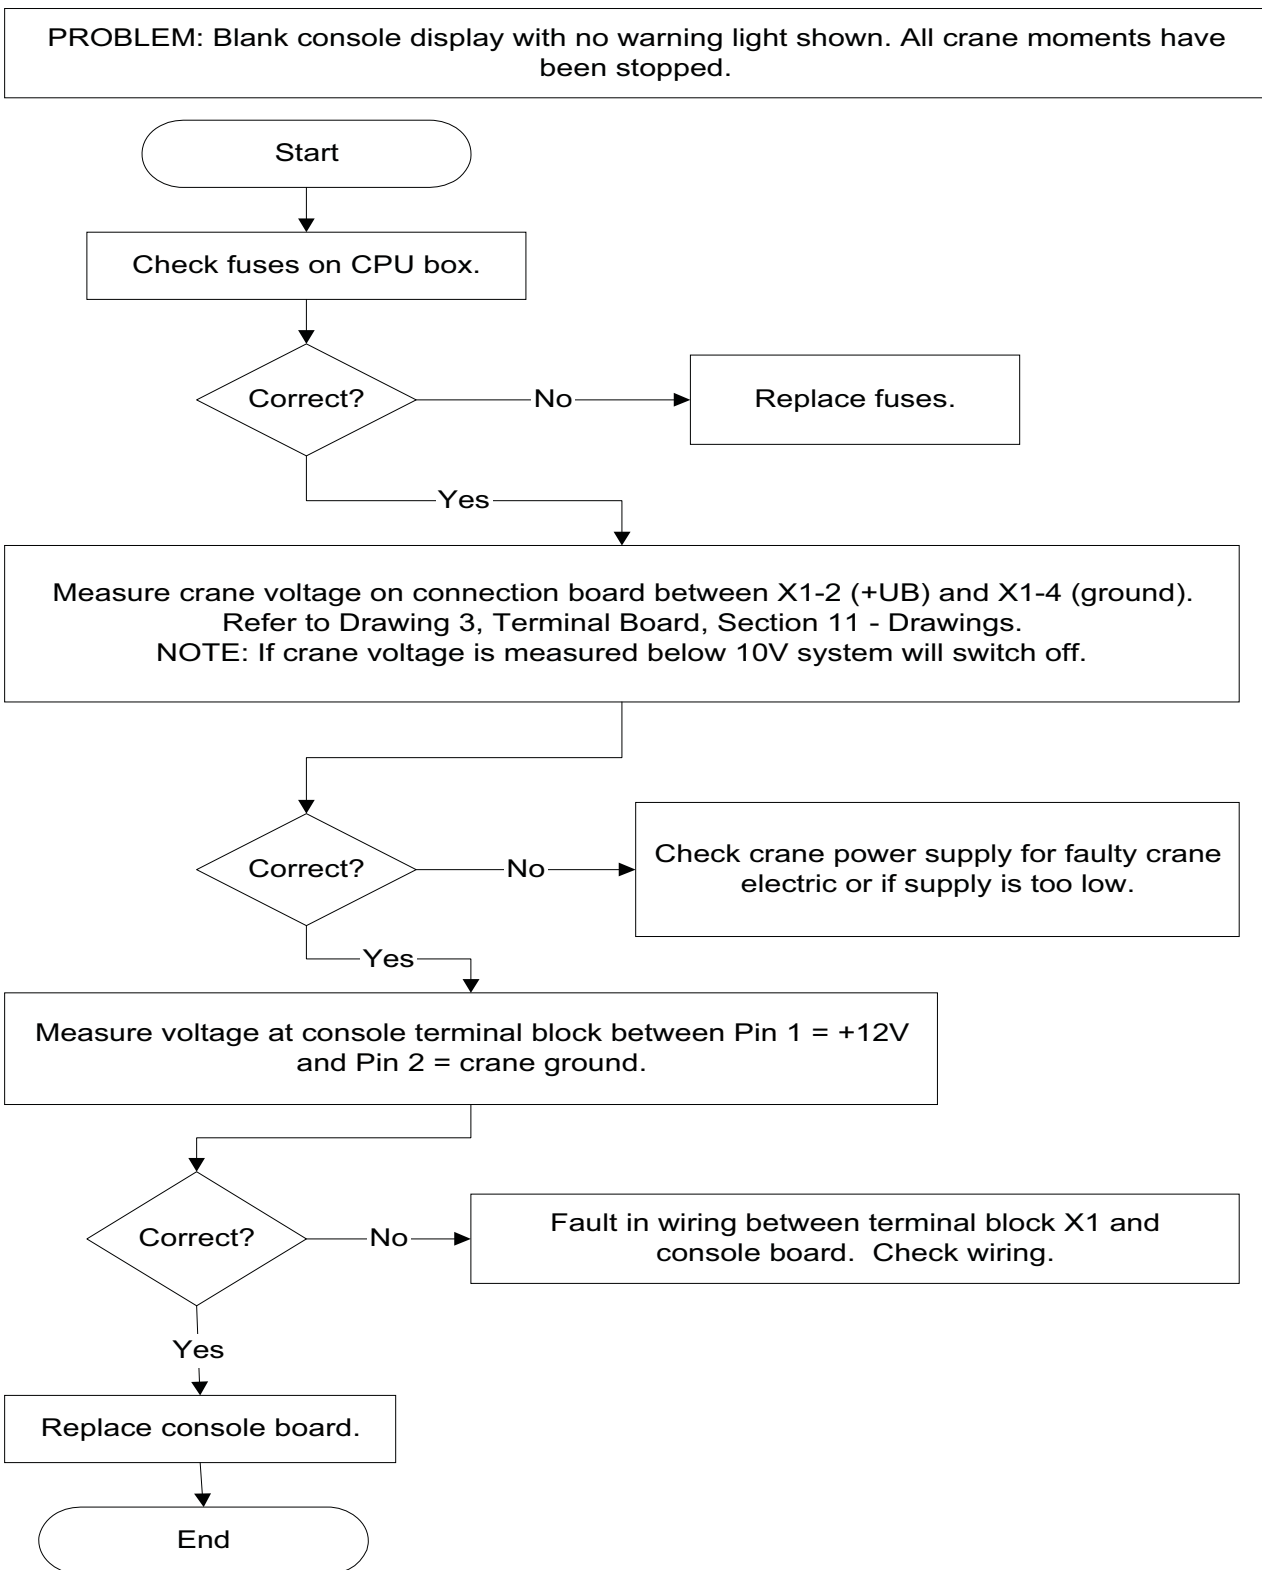 PROBLEM: Blank console display with no warning light shown. All crane moments have
been stopped.
Start
Check fuses on CPU box.
Correct?
No
Replace fuses.
Yes
Measure crane voltage on connection board between X1-2 (+UB) and X1-4 (ground).
Refer to Drawing 3, Terminal Board, Section 11 - Drawings.
NOTE: If crane voltage is measured below 10V system will switch off.
Correct?
No
Check crane power supply for faulty crane
electric or if supply is too low.
Yes
Measure voltage at console terminal block between Pin 1 = +12V
and Pin 2 = crane ground.
Correct?
No
Fault in wiring between terminal block X1 and
console board.  Check wiring.
Yes
Replace console board.
End